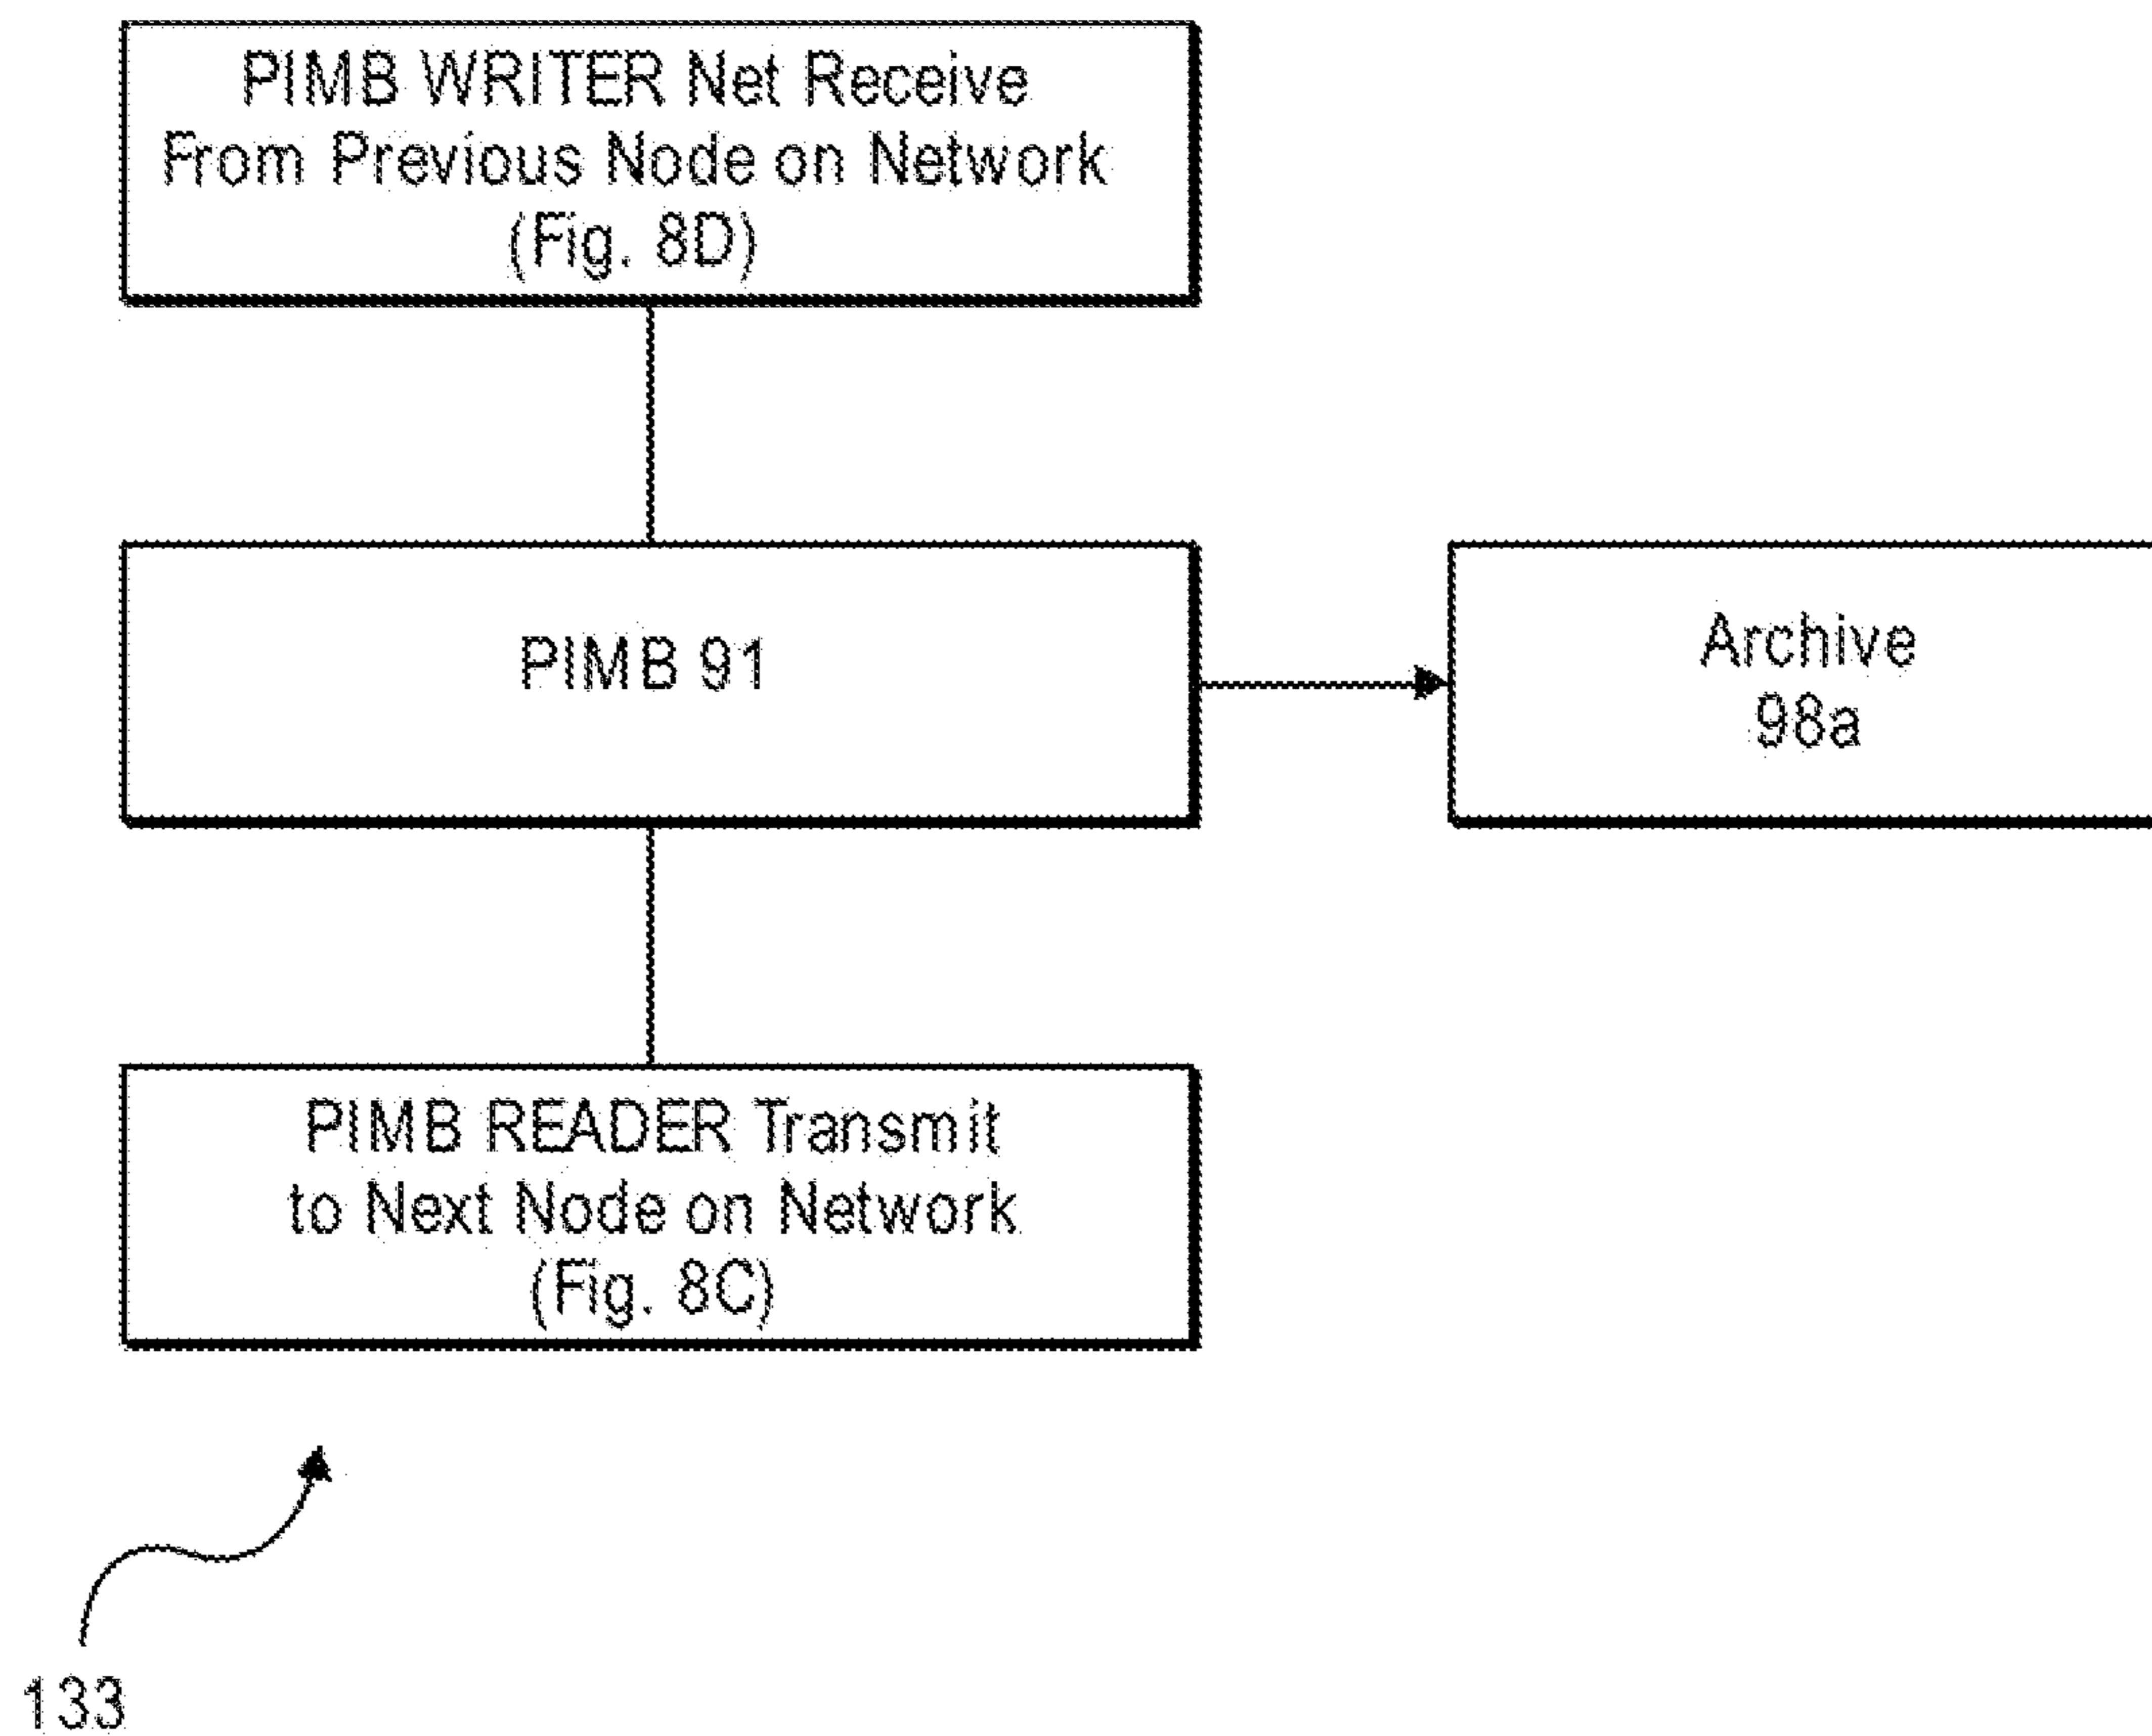 PIMB WRITER Net Receive
From Previous Node on Network
(Fig. 8D)
PIMB 91
Archive
98a
PIMB READER Transmit
to Next Node on Network
(Fig. 8C)
133